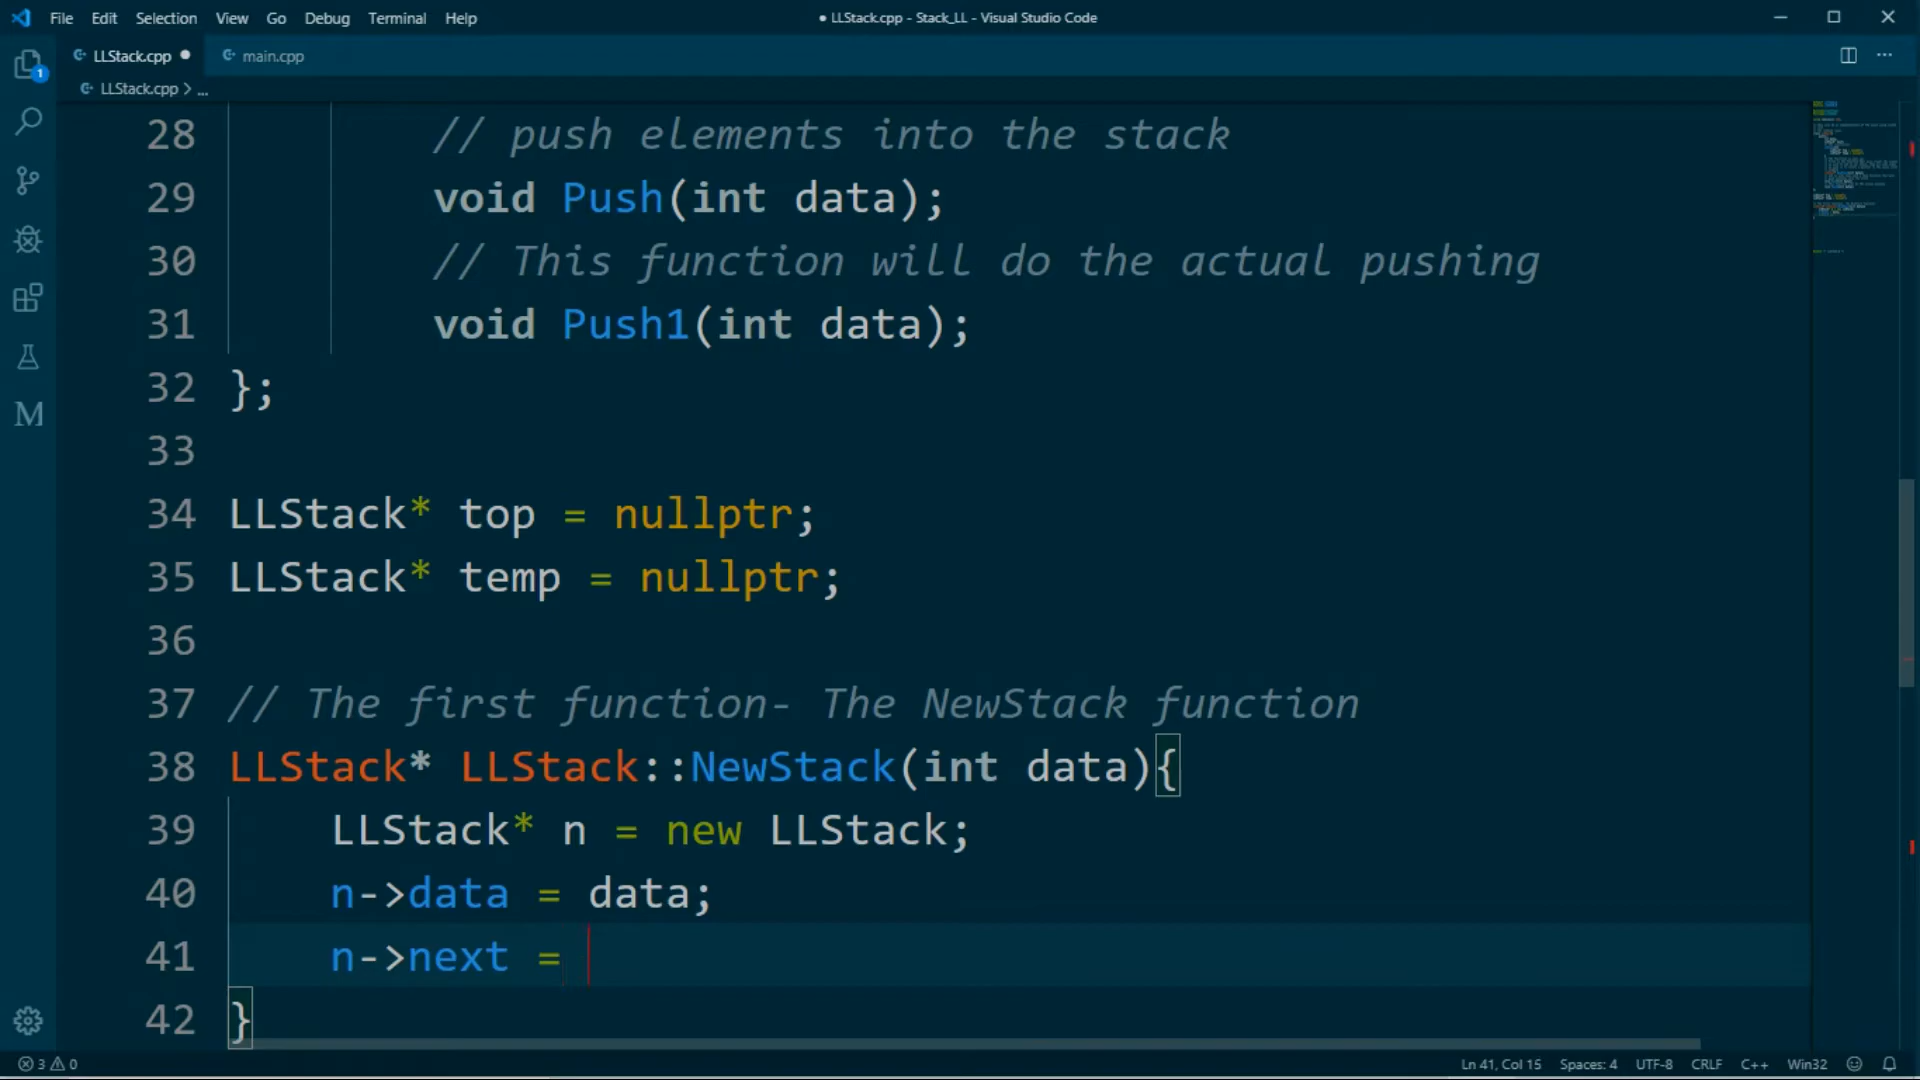 File Edit Selection View Go Debug Terminal Help
● LLStack.cpp - Stack_LL - Visual Studio Code
LLStack.cpp ● main.cpp
LLStack.cpp > ...
1
M
28 // push elements into the stack
29 void Push(int data);
30 // This function will do the actual pushing
31 void Push1(int data);
32 };
33
34 LLStack* top = nullptr;
35 LLStack* temp = nullptr;
36
37 // The first function- The NewStack function
38 LLStack* LLStack::NewStack(int data){
39 LLStack* n = new LLStack;
40 n->data = data;
41 n->next =
42 }
3 0 Ln 41, Col 15 Spaces: 4 UTF-8 CRLF C++ Win32